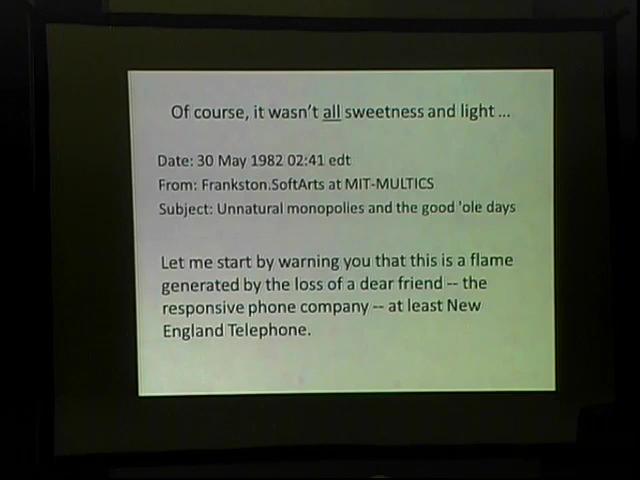 Of course, it wasn't all sweetness and light ...
Date: 30 May 1982 02:41 edt
From: Frankston.SoftArts at MIT-MULTICS
Subject: Unnatural monopolies and the good 'ole days
Let me start by warning you that this is a flame
generated by the loss of a dear friend -- the
responsive phone company -- at least New
England Telephone.